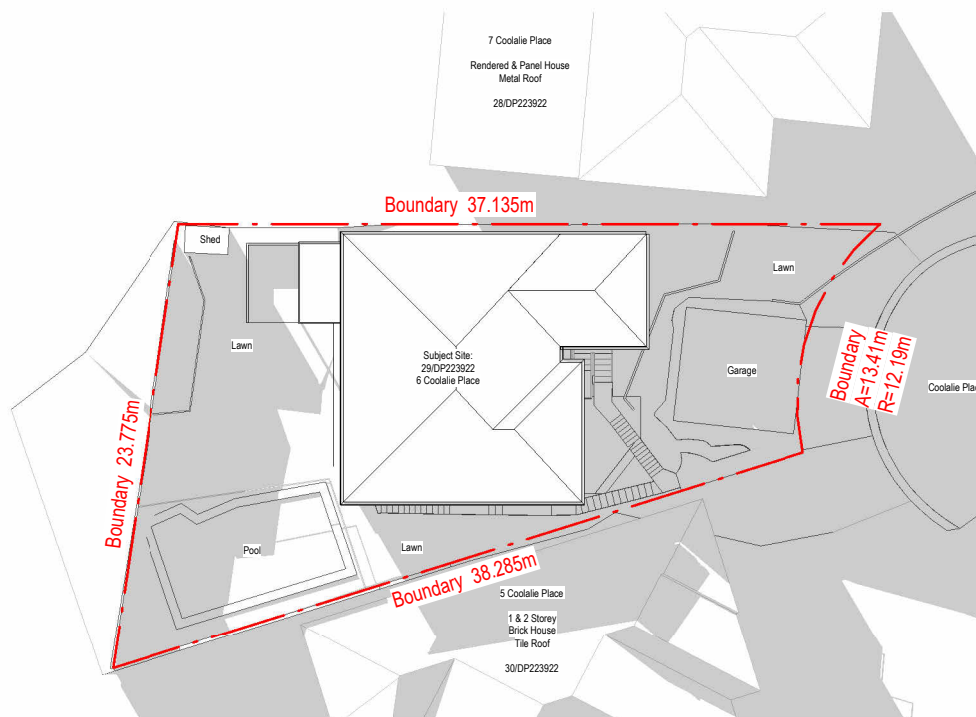 7 Coolalie Place
Rendered & Panel House
Metal Roof
28/DP223922
Boundary 37.135m
Shed
Lawn
Lawn
Subject Site:
29/DP223922
6 Coolalie Place
Garage
Boundary
A=13.41m
R=12.19m
Coolalie Plac
Boundary 23.775m
Pool
Lawn
Boundary 38.285m
5 Coolalie Place
1 & 2 Storey
Brick House
Tile Roof
30/DP223922